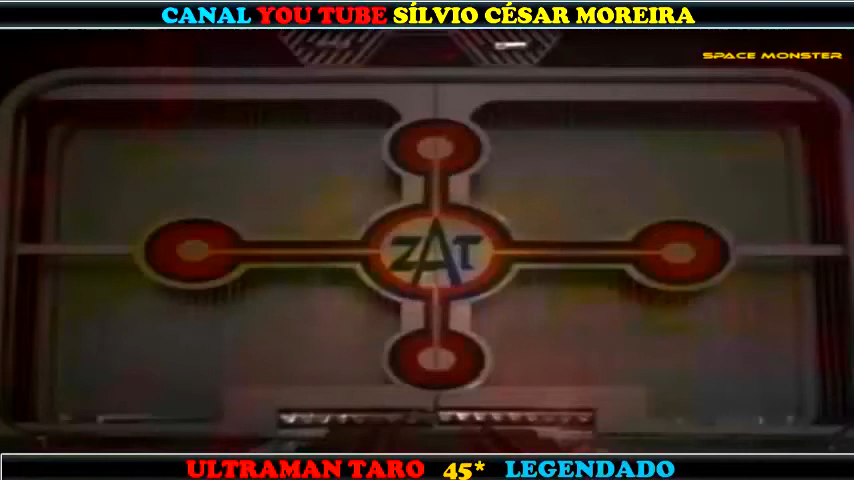 CANAL YOU TUBE SÍLVIO CÉSAR MOREIRA
SPACE MONSTER
ZAT
ULTRAMAN TARO 45* LEGENDADO